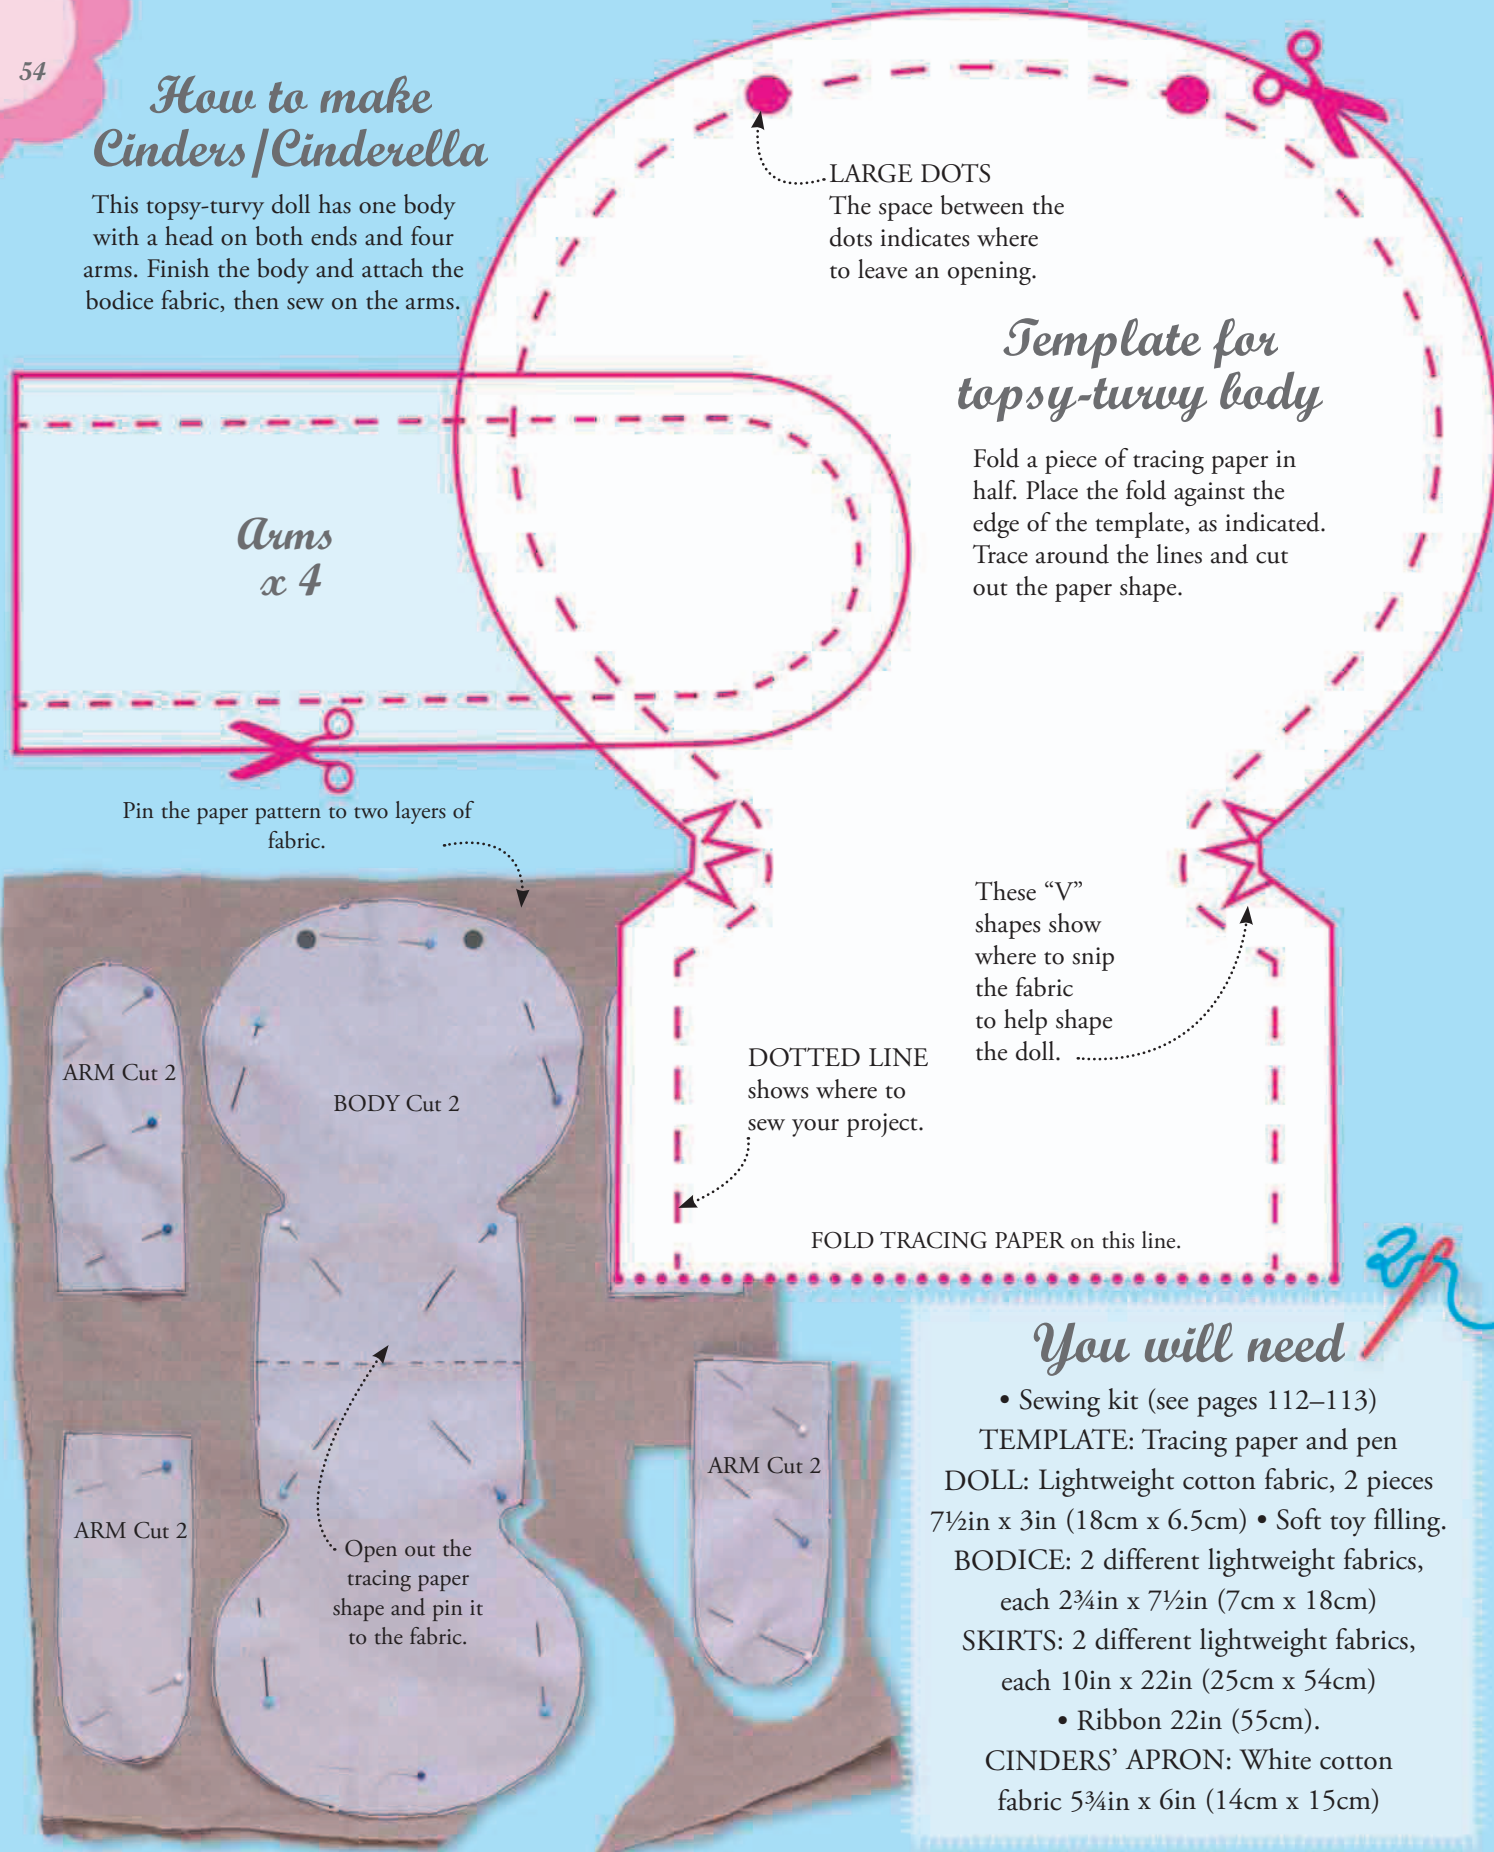 54
How to make
Cinders/Cinderella
This topsy-turvy doll has one body
with a head on both ends and four
arms. Finish the body and attach the
bodice fabric, then sew on the arms.
LARGE DOTS
The space between the
dots indicates where
to leave an opening.
Template for
topsy-turvy body
Fold a piece of tracing paper in
half. Place the fold against the
edge of the template, as indicated.
Trace around the lines and cut
out the paper shape.
Arms
x 4
Pin the paper pattern to two layers of
fabric.
These “V”
shapes show
where to snip
the fabric
to help shape
the doll.
DOTTED LINE
shows where to
sew your project.
FOLD TRACING PAPER on this line.
ARM Cut 2
BODY Cut 2
ARM Cut 2
ARM Cut 2
Open out the
tracing paper
shape and pin it
to the fabric.
You will need
• Sewing kit (see pages 112–113)
TEMPLATE: Tracing paper and pen
DOLL: Lightweight cotton fabric, 2 pieces
7½in x 3in (18cm x 6.5cm) • Soft toy filling.
BODICE: 2 different lightweight fabrics,
each 2¾in x 7½in (7cm x 18cm)
SKIRTS: 2 different lightweight fabrics,
each 10in x 22in (25cm x 54cm)
• Ribbon 22in (55cm).
CINDERS’ APRON: White cotton
fabric 5¾in x 6in (14cm x 15cm)